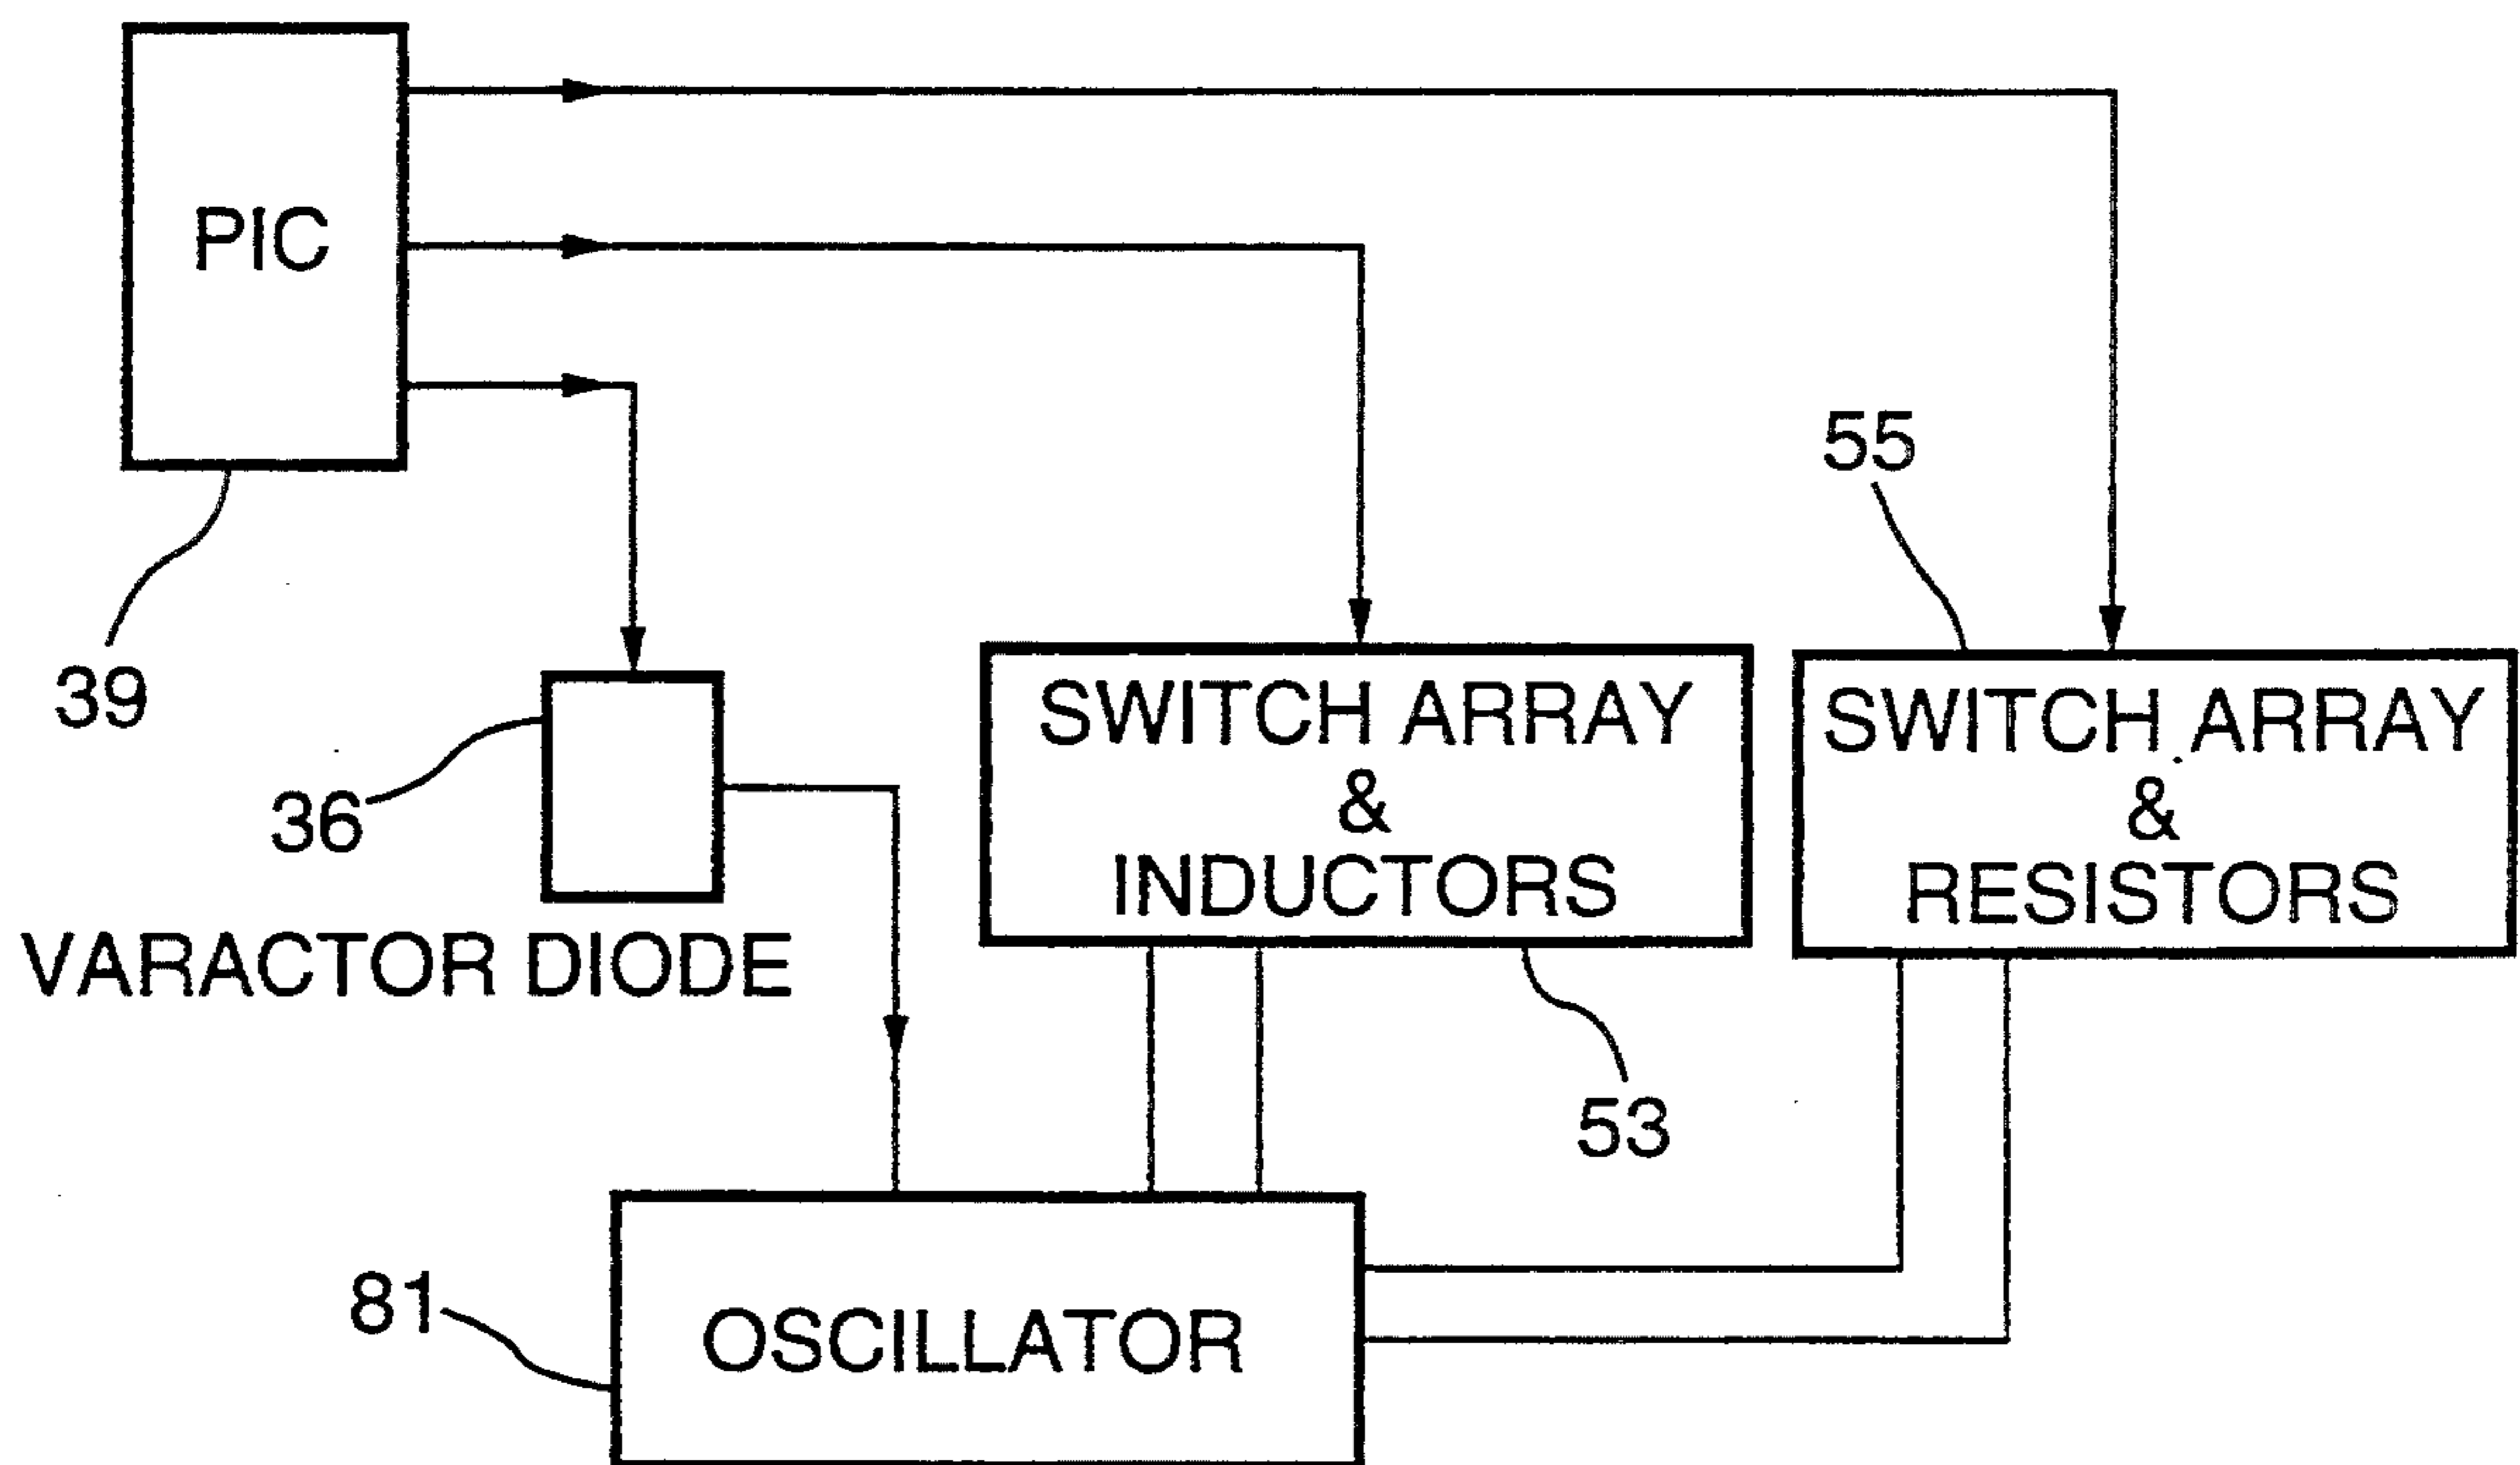 PIC
55
39
SWITCH ARRAY
&
INDUCTORS
SWITCH ARRAY
&
RESISTORS
36
VARACTOR DIODE
53
81
OSCILLATOR